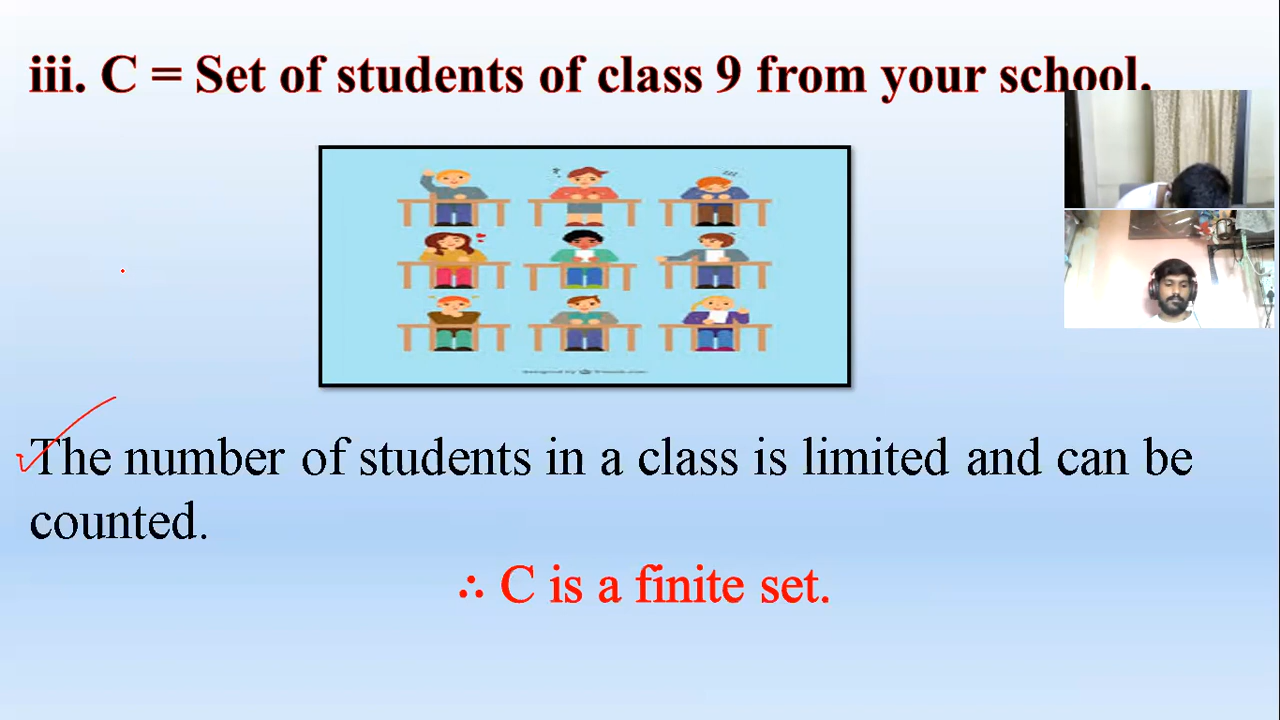 iii. C = Set of students of class 9 from your school.
The number of students in a class is limited and can be
counted.
∴ C is a finite set.